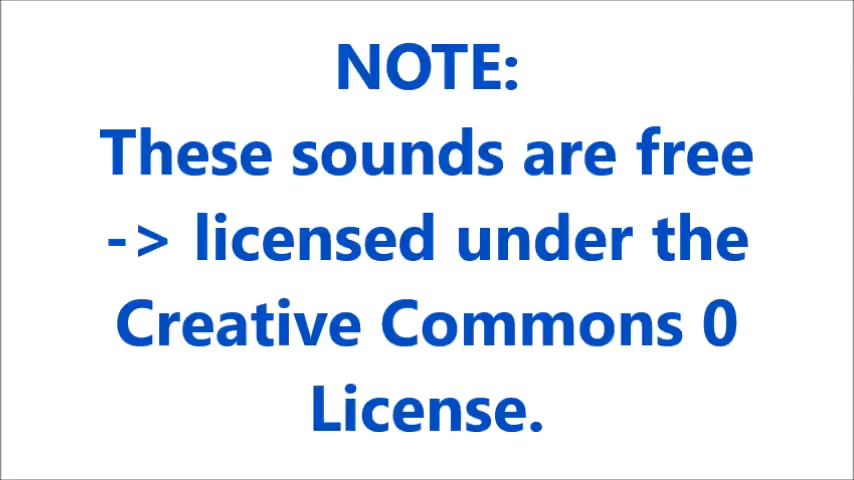 NOTE:
These sounds are free
-> licensed under the
Creative Commons 0
License.